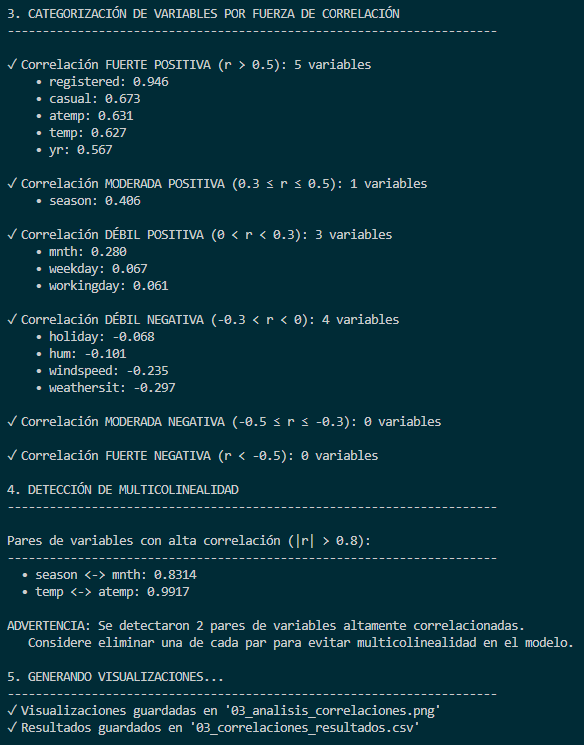 3. CATEGORIZACIÓN DE VARIABLES POR FUERZA DE CORRELACIÓN
----------------------------------------------------------------------
✓ Correlación FUERTE POSITIVA (r > 0.5): 5 variables
• registered: 0.946
• casual: 0.673
• atemp: 0.631
• temp: 0.627
• yr: 0.567
✓ Correlación MODERADA POSITIVA (0.3 ≤ r ≤ 0.5): 1 variables
• season: 0.406
✓ Correlación DÉBIL POSITIVA (0 < r < 0.3): 3 variables
• mnth: 0.280
• weekday: 0.067
• workingday: 0.061
✓ Correlación DÉBIL NEGATIVA (-0.3 < r < 0): 4 variables
• holiday: -0.068
• hum: -0.101
• windspeed: -0.235
• weathersit: -0.297
✓ Correlación MODERADA NEGATIVA (-0.5 ≤ r ≤ -0.3): 0 variables
✓ Correlación FUERTE NEGATIVA (r < -0.5): 0 variables
4. DETECCIÓN DE MULTICOLINEALIDAD
----------------------------------------------------------------------
Pares de variables con alta correlación (|r| > 0.8):
----------------------------------------------------------------------
• season <-> mnth: 0.8314
• temp <-> atemp: 0.9917
ADVERTENCIA: Se detectaron 2 pares de variables altamente correlacionadas.
Considere eliminar una de cada par para evitar multicolinealidad en el modelo.
5. GENERANDO VISUALIZACIONES...
----------------------------------------------------------------------
✓ Visualizaciones guardadas en '03_analisis_correlaciones.png'
✓ Resultados guardados en '03_correlaciones_resultados.csv'